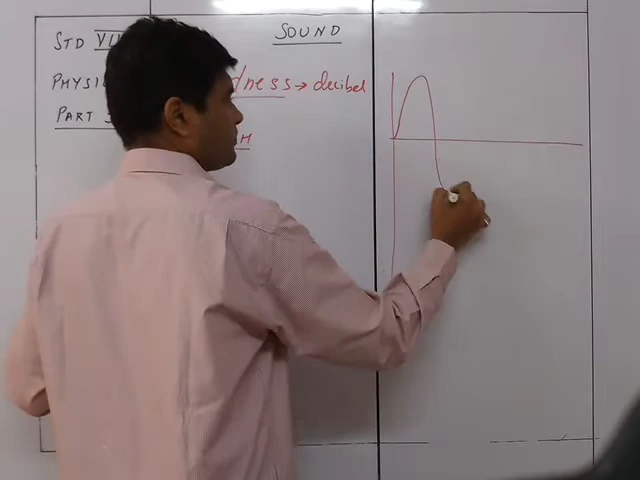 SOUND
STD VII
PHYSI dness → decibel
PART
H